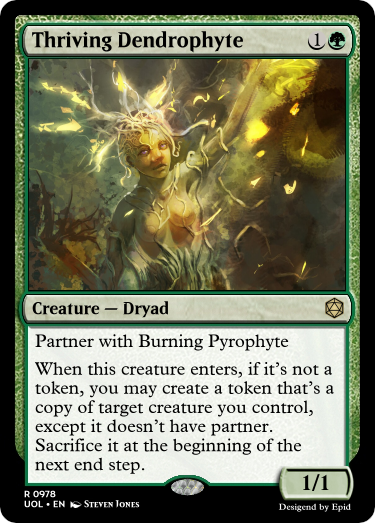 Thriving Dendrophyte 1
Creature — Dryad
Partner with Burning Pyrophyte
When this creature enters, if it's not a
token, you may create a token that's a
copy of target creature you control,
except it doesn't have partner.
Sacrifice it at the beginning of the
next end step.
1/1
R 0978
UOL • EN Steven Jones
Desigend by Epid